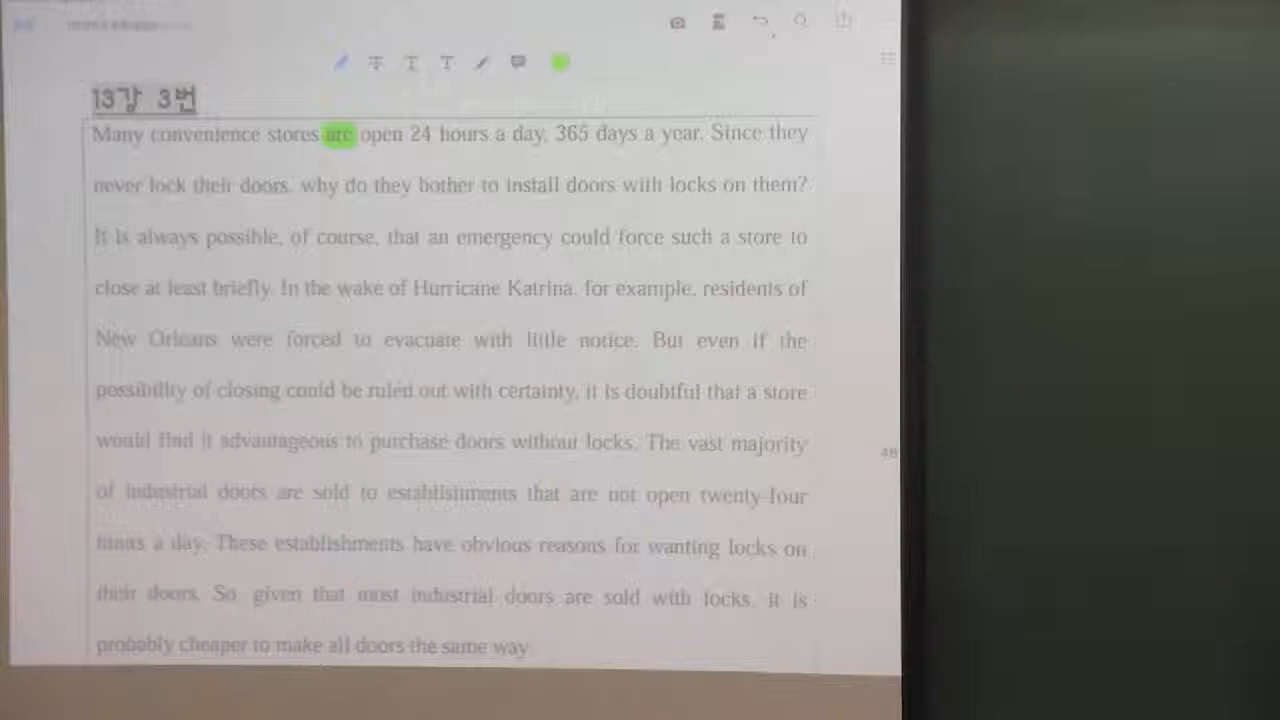 13강 3번
Many convenience stores are open 24 hours a day, 365 days a year. Since they
never lock their doors, why do they bother to install doors with locks on them?
It is always possible, of course, that an emergency could force such a store to
close at least briefly. In the wake of Hurricane Katrina, for example, residents of
New Orleans were forced to evacuate with little notice. But even if the
possibility of closing could be ruled out with certainty, it is doubtful that a store
would find it advantageous to purchase doors without locks. The vast majority
of industrial doors are sold to establishments that are not open twenty-four
hours a day. These establishments have obvious reasons for wanting locks on
their doors. So, given that most industrial doors are sold with locks, it is
probably cheaper to make all doors the same way.